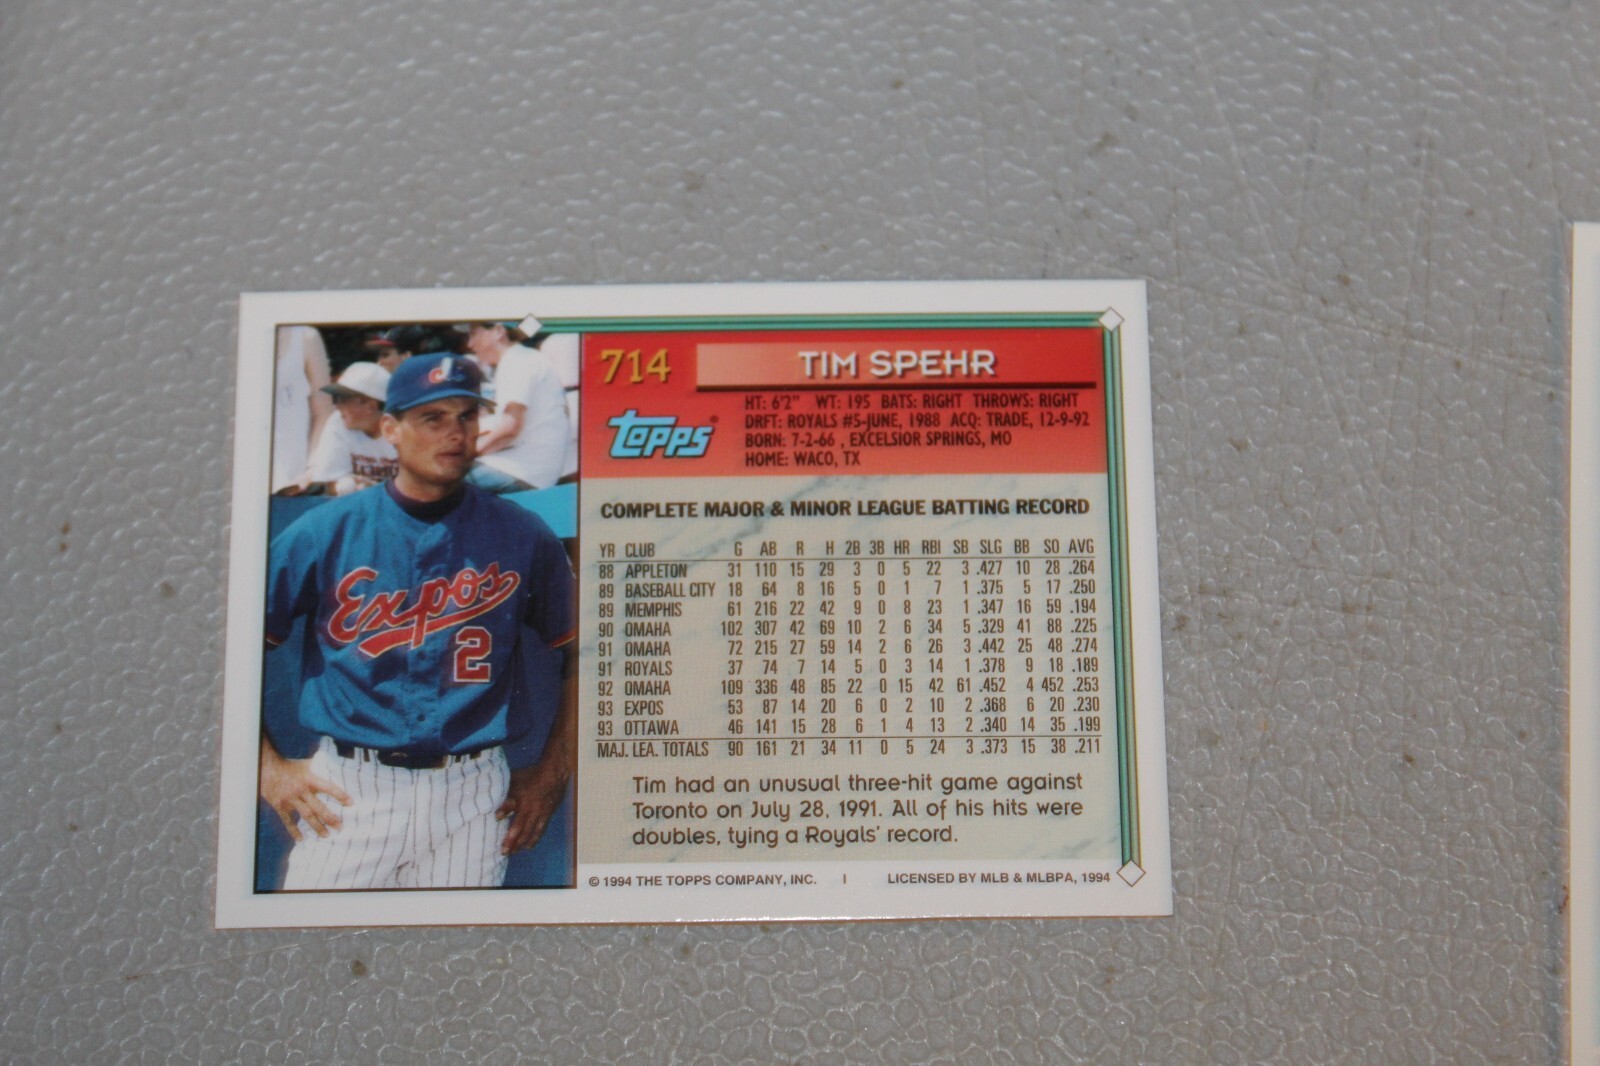 714 TIM SPEHR
topps®
HT: 6'2" WT: 195 BATS: RIGHT THROWS: RIGHT
DRFT: ROYALS #5-JUNE, 1988 ACQ: TRADE, 12-9-92
BORN: 7-2-66 , EXCELSIOR SPRINGS, MO
HOME: WACO, TX
Expos
2
COMPLETE MAJOR & MINOR LEAGUE BATTING RECORD
YR CLUB G AB R H 2B 3B HR RBI SB SLG BB SO AVG
88 APPLETON 31 110 15 29 3 0 5 22 3 .427 10 28 .264
89 BASEBALL CITY 18 64 8 16 5 0 1 7 1 .375 5 17 .250
89 MEMPHIS 61 216 22 42 9 0 8 23 1 .347 16 59 .194
90 OMAHA 102 307 42 69 10 2 6 34 5 .329 41 88 .225
91 OMAHA 72 215 27 59 14 2 6 26 3 .442 25 48 .274
91 ROYALS 37 74 7 14 5 0 3 14 1 .378 9 18 .189
92 OMAHA 109 336 48 85 22 0 15 42 61 .452 4 452 .253
93 EXPOS 53 87 14 20 6 0 2 10 2 .368 6 20 .230
93 OTTAWA 46 141 15 28 6 1 4 13 2 .340 14 35 .199
MAJ. LEA. TOTALS 90 161 21 34 11 0 5 24 3 .373 15 38 .211
Tim had an unusual three-hit game against
Toronto on July 28, 1991. All of his hits were
doubles, tying a Royals' record.
© 1994 THE TOPPS COMPANY, INC. I LICENSED BY MLB & MLBPA, 1994